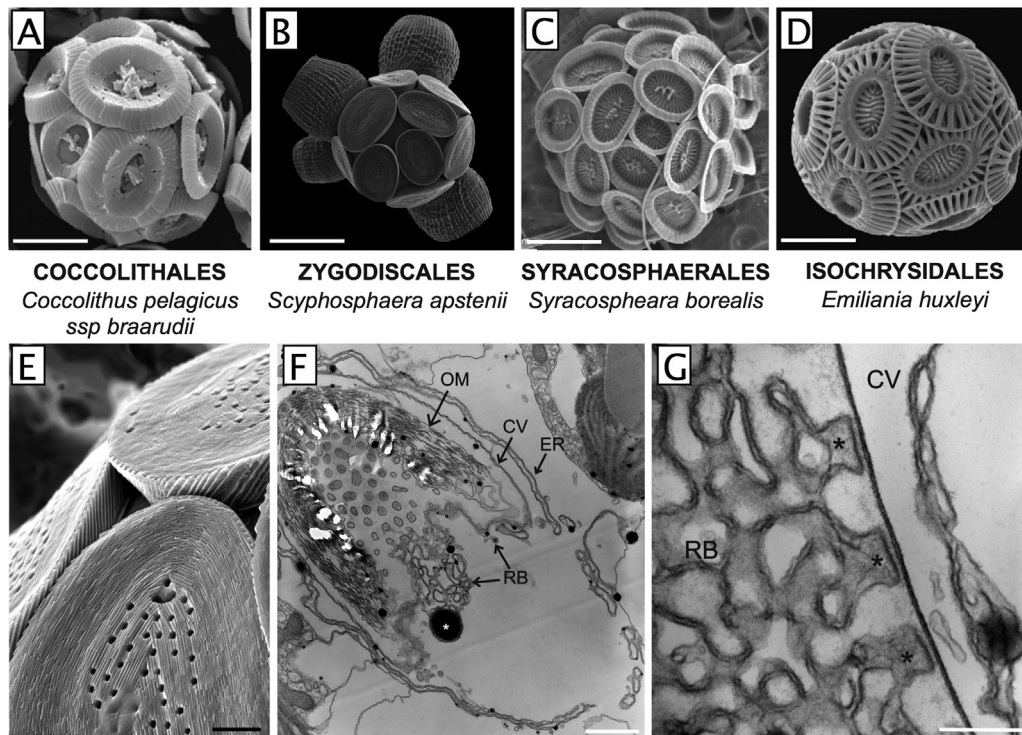 A
B
C
D
COCCOLITHALES
Coccolithus pelagicus
ssp braarudii
ZYGODISCALES
Scyphosphaera apstenii
SYRACOSPHAERALES
Syracospheara borealis
ISOCHRYSIDALES
Emiliania huxleyi
E
F
OM
CV
ER
RB
*
G
CV
RB
*
*
*